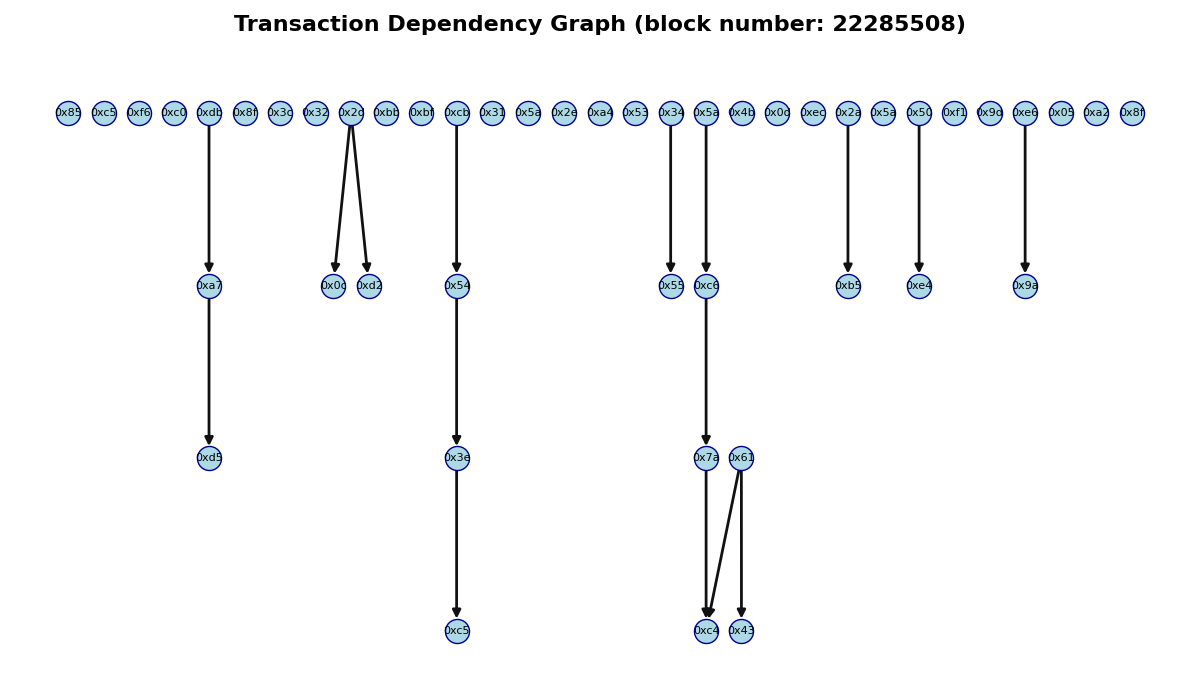 Transaction Dependency Graph (block number: 22285508)
0x85 0xc5 0xf6 0xc0 0xdb 0x8f 0x3c 0x32 0x2d 0xbb 0xbf 0xcb 0x31 0x5a 0x2e 0xa4 0x53 0x34 0x5a 0x4b 0x0d 0xec 0x2a 0x5a 0x50 0xf1 0x9d 0xe6 0x05 0xa2 0x8f
0xa7 0x0c 0xd2 0x54 0x55 0xc6 0xb5 0xe4 0x9a
0xd5 0x3e 0x7a 0x61
0xc5 0xc4 0x43